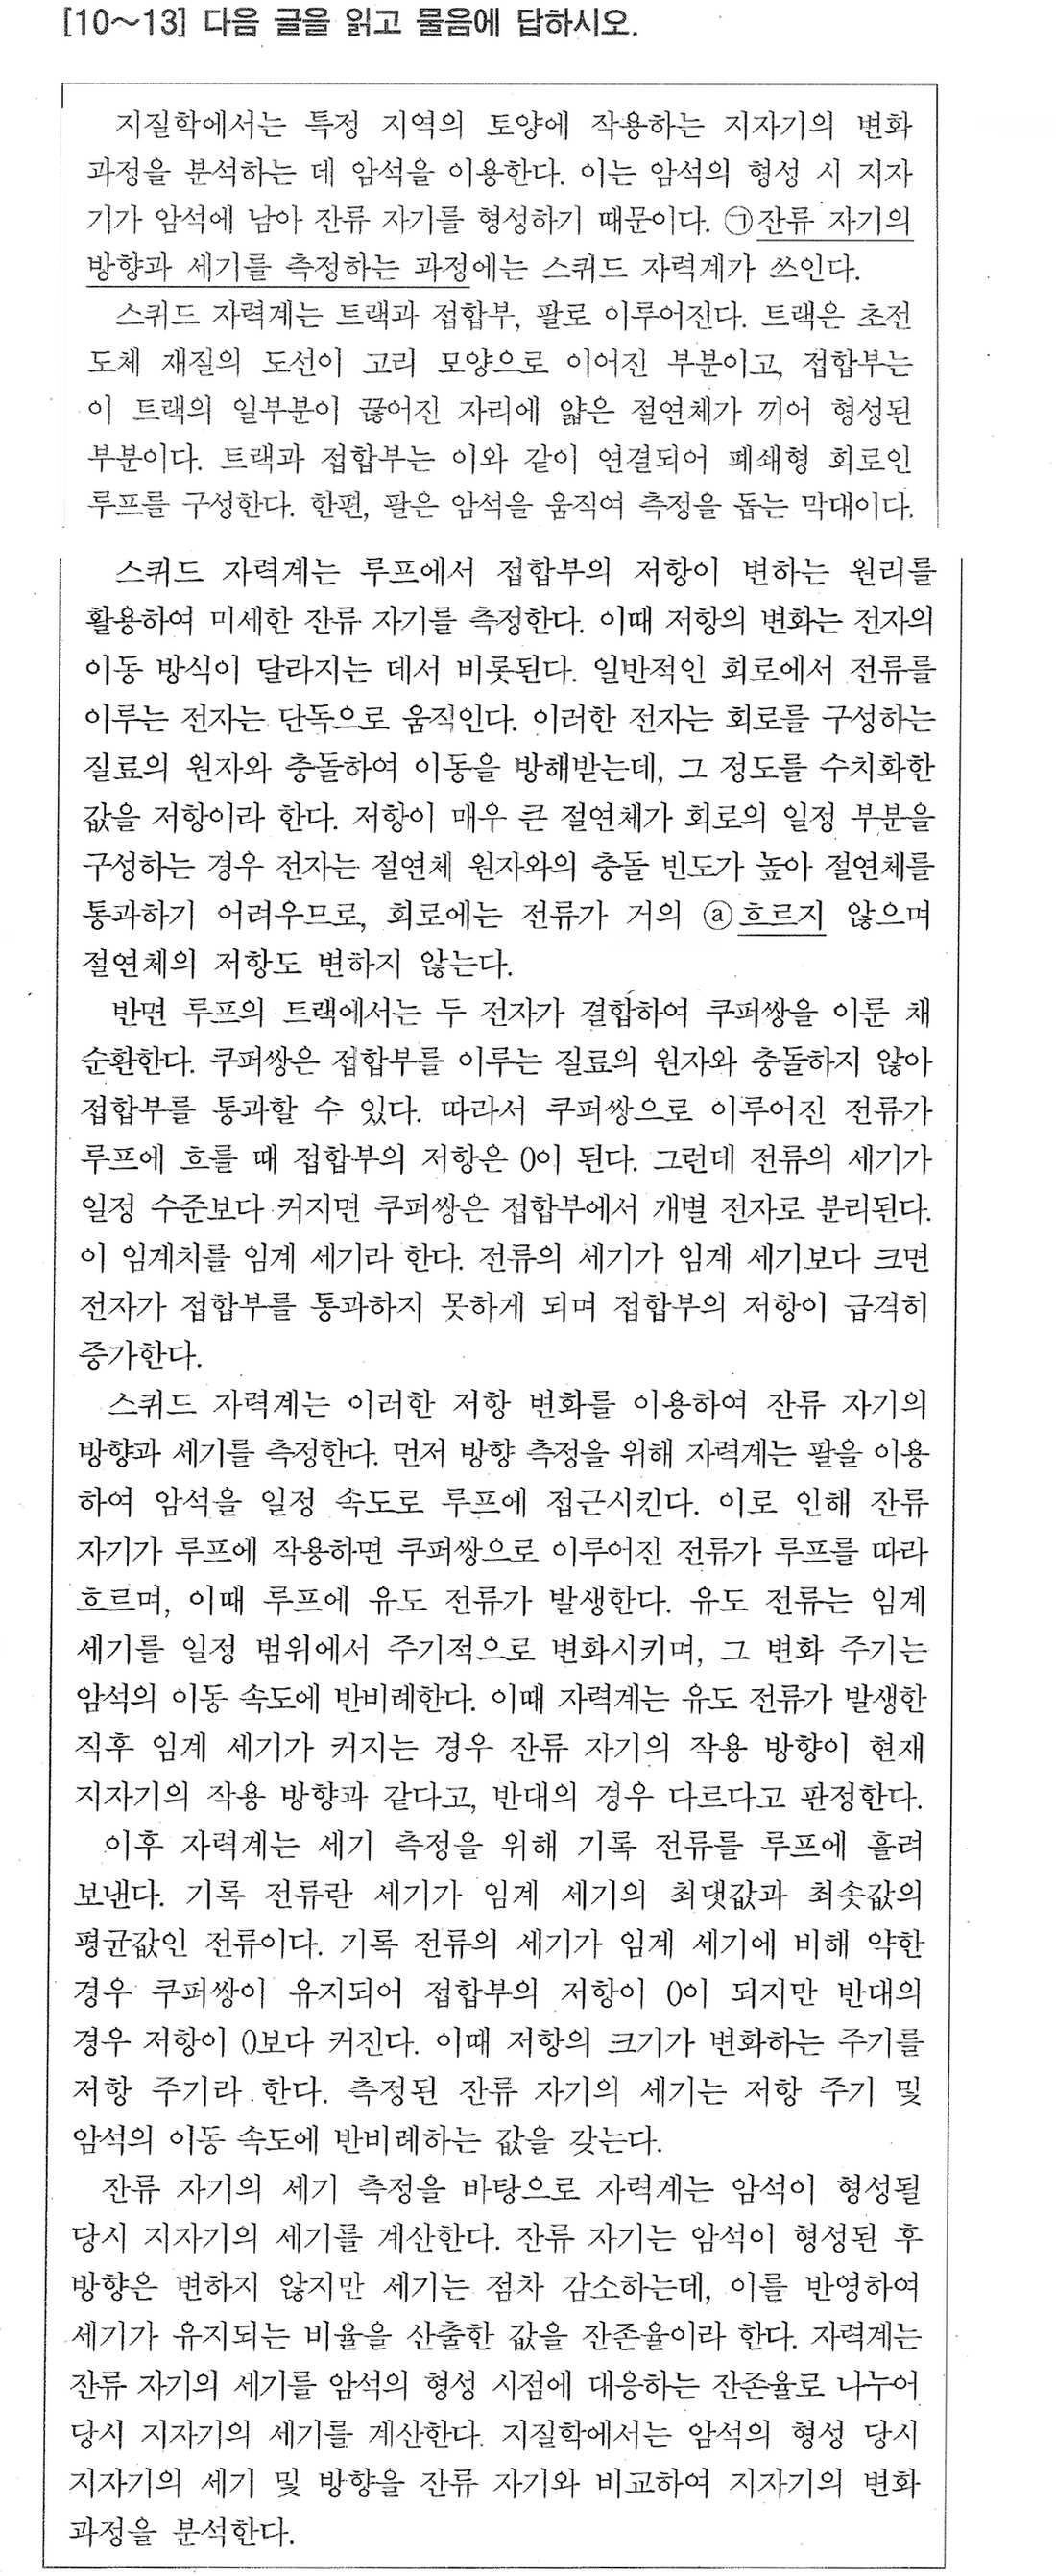 [10～13] 다음 글을 읽고 물음에 답하시오.
지질학에서는 특정 지역의 토양에 작용하는 지자기의 변화
과정을 분석하는 데 암석을 이용한다. 이는 암석의 형성 시 지자
기가 암석에 남아 잔류 자기를 형성하기 때문이다. ㉠잔류 자기의
방향과 세기를 측정하는 과정에는 스퀴드 자력계가 쓰인다.
스퀴드 자력계는 트랙과 접합부, 팔로 이루어진다. 트랙은 초전
도체 재질의 도선이 고리 모양으로 이어진 부분이고, 접합부는
이 트랙의 일부분이 끊어진 자리에 얇은 절연체가 끼어 형성된
부분이다. 트랙과 접합부는 이와 같이 연결되어 폐쇄형 회로인
루프를 구성한다. 한편, 팔은 암석을 움직여 측정을 돕는 막대이다.
스퀴드 자력계는 루프에서 접합부의 저항이 변하는 원리를
활용하여 미세한 잔류 자기를 측정한다. 이때 저항의 변화는 전자의
이동 방식이 달라지는 데서 비롯된다. 일반적인 회로에서 전류를
이루는 전자는 단독으로 움직인다. 이러한 전자는 회로를 구성하는
질료의 원자와 충돌하여 이동을 방해받는데, 그 정도를 수치화한
값을 저항이라 한다. 저항이 매우 큰 절연체가 회로의 일정 부분을
구성하는 경우 전자는 절연체 원자와의 충돌 빈도가 높아 절연체를
통과하기 어려우므로, 회로에는 전류가 거의 ⓐ흐르지 않으며
절연체의 저항도 변하지 않는다.
반면 루프의 트랙에서는 두 전자가 결합하여 쿠퍼쌍을 이룬 채
순환한다. 쿠퍼쌍은 접합부를 이루는 질료의 원자와 충돌하지 않아
접합부를 통과할 수 있다. 따라서 쿠퍼쌍으로 이루어진 전류가
루프에 흐를 때 접합부의 저항은 0이 된다. 그런데 전류의 세기가
일정 수준보다 커지면 쿠퍼쌍은 접합부에서 개별 전자로 분리된다.
이 임계치를 임계 세기라 한다. 전류의 세기가 임계 세기보다 크면
전자가 접합부를 통과하지 못하게 되며 접합부의 저항이 급격히
증가한다.
스퀴드 자력계는 이러한 저항 변화를 이용하여 잔류 자기의
방향과 세기를 측정한다. 먼저 방향 측정을 위해 자력계는 팔을 이용
하여 암석을 일정 속도로 루프에 접근시킨다. 이로 인해 잔류
자기가 루프에 작용하면 쿠퍼쌍으로 이루어진 전류가 루프를 따라
흐르며, 이때 루프에 유도 전류가 발생한다. 유도 전류는 임계
세기를 일정 범위에서 주기적으로 변화시키며, 그 변화 주기는
암석의 이동 속도에 반비례한다. 이때 자력계는 유도 전류가 발생한
직후 임계 세기가 커지는 경우 잔류 자기의 작용 방향이 현재
지자기의 작용 방향과 같다고, 반대의 경우 다르다고 판정한다.
이후 자력계는 세기 측정을 위해 기록 전류를 루프에 흘려
보낸다. 기록 전류란 세기가 임계 세기의 최댓값과 최솟값의
평균값인 전류이다. 기록 전류의 세기가 임계 세기에 비해 약한
경우 쿠퍼쌍이 유지되어 접합부의 저항이 0이 되지만 반대의
경우 저항이 0보다 커진다. 이때 저항의 크기가 변화하는 주기를
저항 주기라 한다. 측정된 잔류 자기의 세기는 저항 주기 및
암석의 이동 속도에 반비례하는 값을 갖는다.
잔류 자기의 세기 측정을 바탕으로 자력계는 암석이 형성될
당시 지자기의 세기를 계산한다. 잔류 자기는 암석이 형성된 후
방향은 변하지 않지만 세기는 점차 감소하는데, 이를 반영하여
세기가 유지되는 비율을 산출한 값을 잔존율이라 한다. 자력계는
잔류 자기의 세기를 암석의 형성 시점에 대응하는 잔존율로 나누어
당시 지자기의 세기를 계산한다. 지질학에서는 암석의 형성 당시
지자기의 세기 및 방향을 잔류 자기와 비교하여 지자기의 변화
과정을 분석한다.